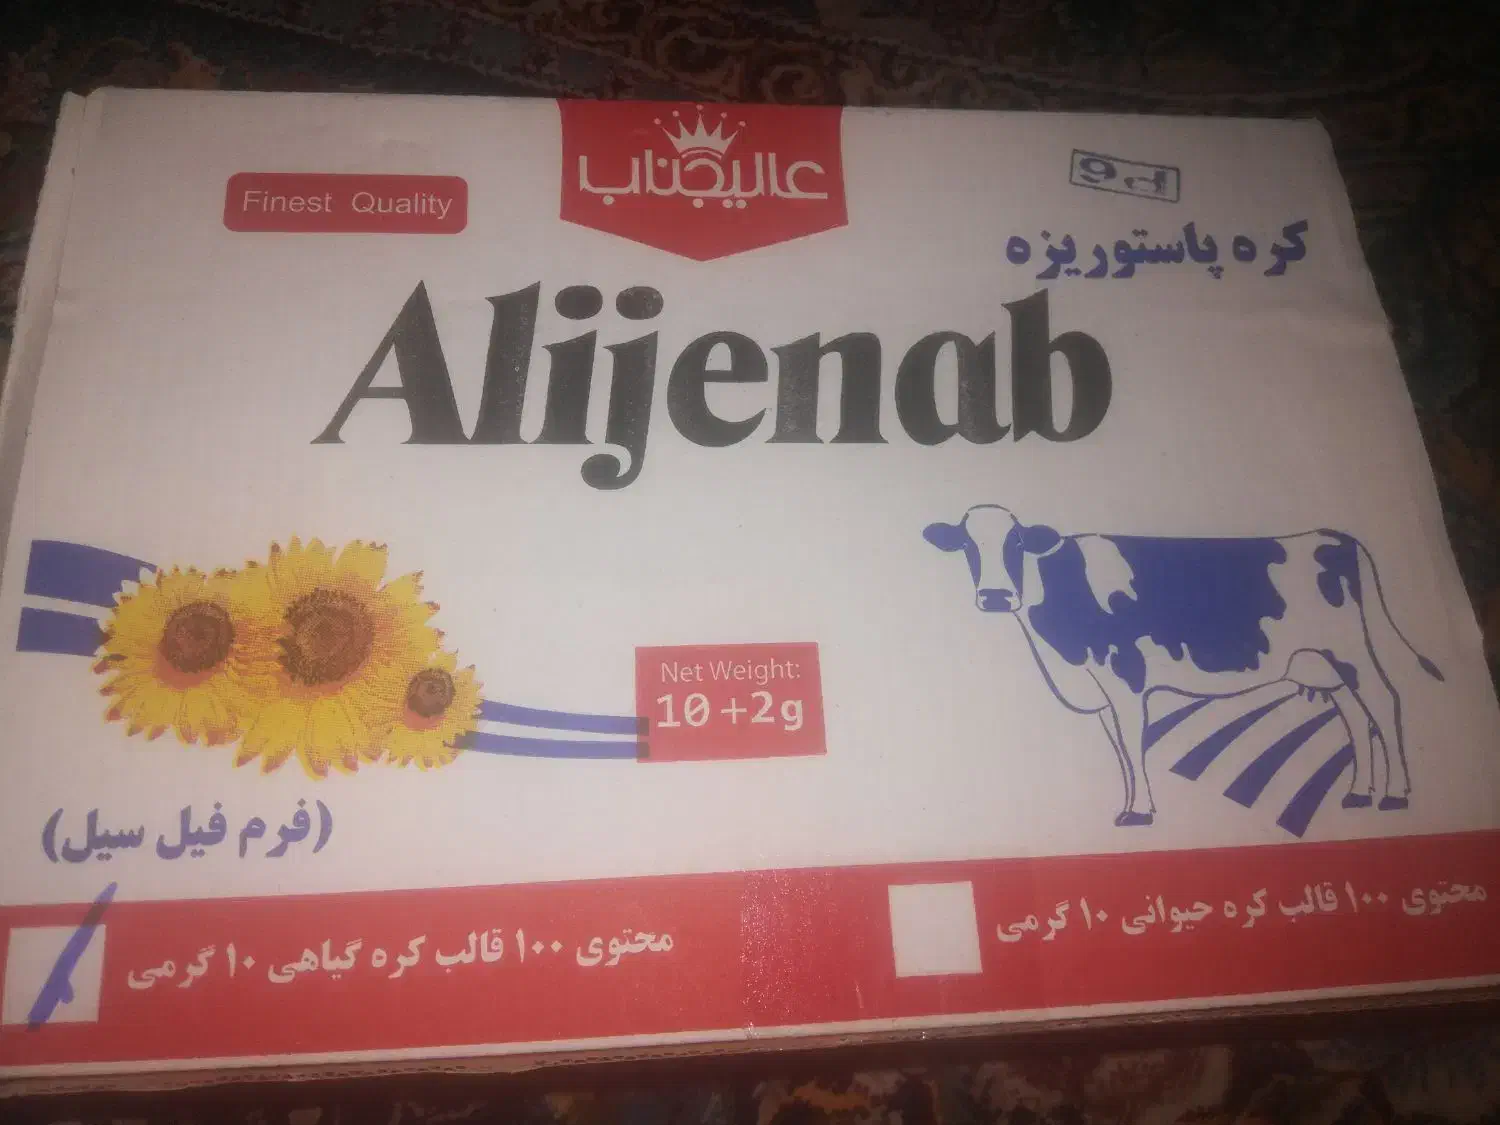 عالیجناب
Finest Quality
کره پاستوریزه
Alijenab
Net Weight:
10 +2g
(فرم فیل سیل)
محتوی ۱۰۰ قالب کره حیوانی ۱۰ گرمی
محتوی ۱۰۰ قالب کره گیاهی ۱۰ گرمی